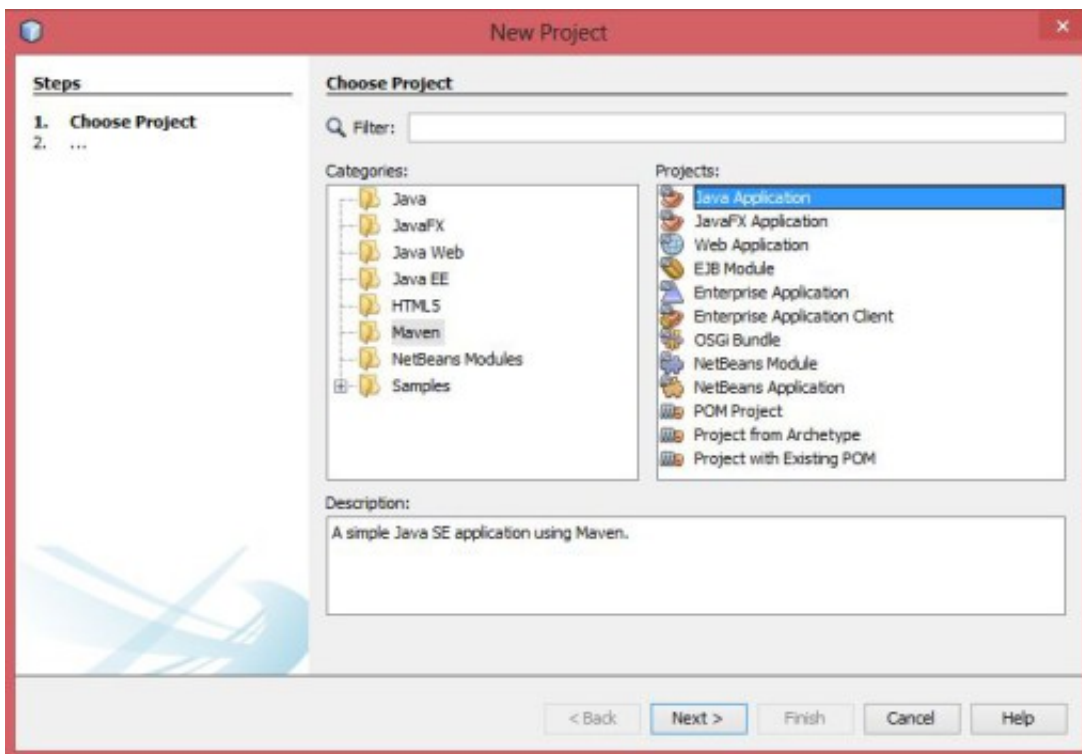 New Project
Steps
1. Choose Project
2. ...
Choose Project
Filter:
Categories:
Java
JavaFX
Java Web
Java EE
HTML5
Maven
NetBeans Modules
Samples
Projects:
Java Application
JavaFX Application
Web Application
EJB Module
Enterprise Application
Enterprise Application Client
OSGi Bundle
NetBeans Module
NetBeans Application
POM Project
Project from Archetype
Project with Existing POM
Description:
A simple Java SE application using Maven.
< Back
Next >
Finish
Cancel
Help